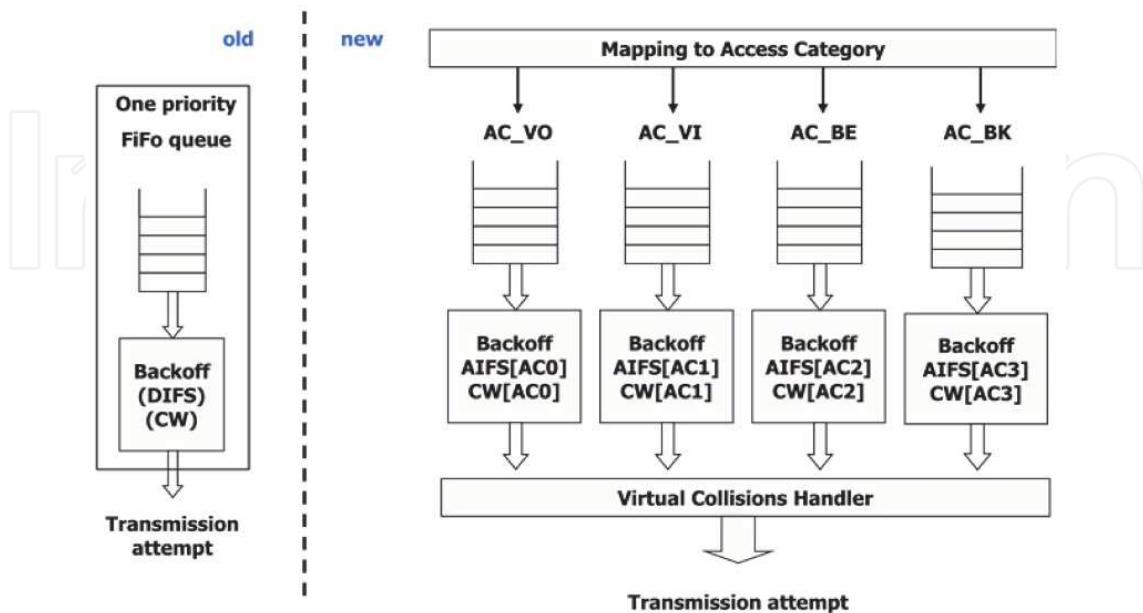 old
One priority
FiFo queue
Backoff
(DIFS)
(CW)
Transmission
attempt
new
Mapping to Access Category
AC_VO
AC_VI
AC_BE
AC_BK
Backoff
AIFS[AC0]
CW[AC0]
Backoff
AIFS[AC1]
CW[AC1]
Backoff
AIFS[AC2]
CW[AC2]
Backoff
AIFS[AC3]
CW[AC3]
Virtual Collisions Handler
Transmission attempt